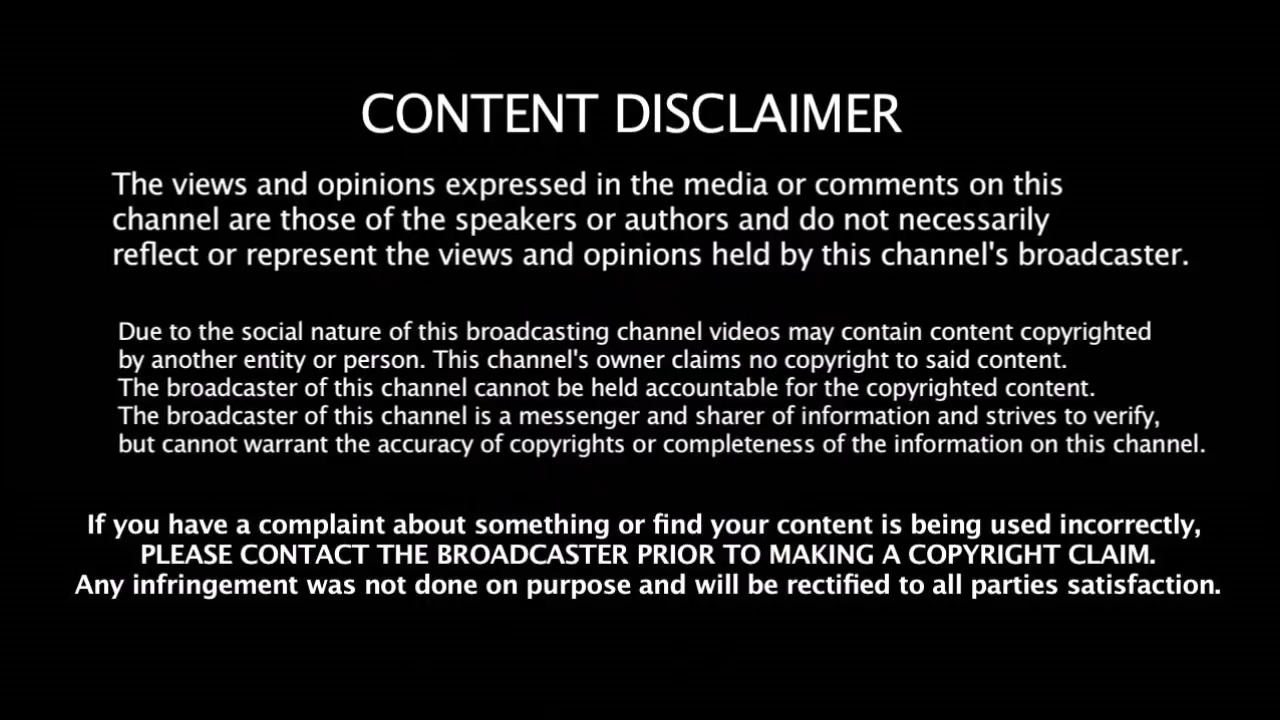 CONTENT DISCLAIMER
The views and opinions expressed in the media or comments on this
channel are those of the speakers or authors and do not necessarily
reflect or represent the views and opinions held by this channel's broadcaster.
Due to the social nature of this broadcasting channel videos may contain content copyrighted
by another entity or person. This channel's owner claims no copyright to said content.
The broadcaster of this channel cannot be held accountable for the copyrighted content.
The broadcaster of this channel is a messenger and sharer of information and strives to verify,
but cannot warrant the accuracy of copyrights or completeness of the information on this channel.
If you have a complaint about something or find your content is being used incorrectly,
PLEASE CONTACT THE BROADCASTER PRIOR TO MAKING A COPYRIGHT CLAIM.
Any infringement was not done on purpose and will be rectified to all parties satisfaction.